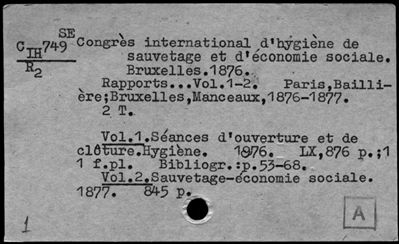 SE
C IH 749 Congrès international d'hygiène de
R2 sauvetage et d'économie sociale.
Bruxelles.1876.
Rapports...Vol.1-2. Paris,Bailli-
ère;Bruxelles,Manceaux,1876-1877.
2 T.
Vol.1.Séances d'ouverture et de
clôture.Hygiène. 1976. LX,876 p.;1
1 f.pl. Bibliogr.:p.53-68.
Vol.2.Sauvetage-économie sociale.
1877. 845 p.
1
A